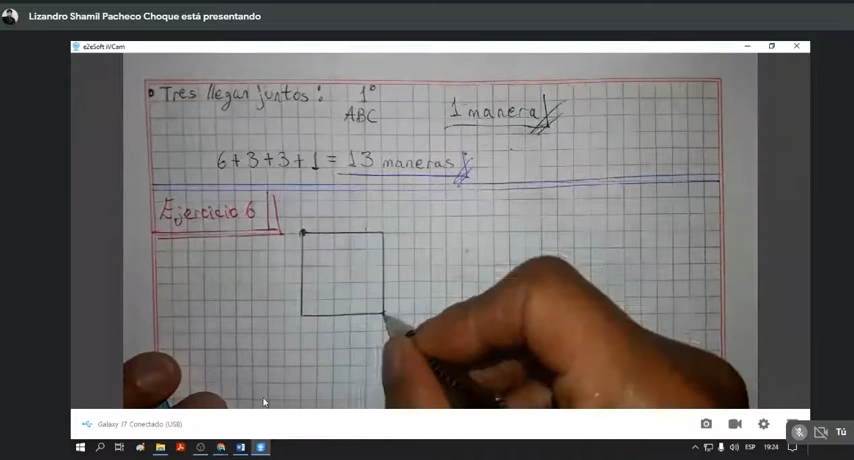 Lizandro Shamil Pacheco Choque está presentando
e2eSoft iVCam
Tres llegan juntos: 1° 1 manera
ABC
6+3+3+1 = 13 maneras
Ejercicio 6
Galaxy J7 Conectado (USB)
Tú
ESP 19:24